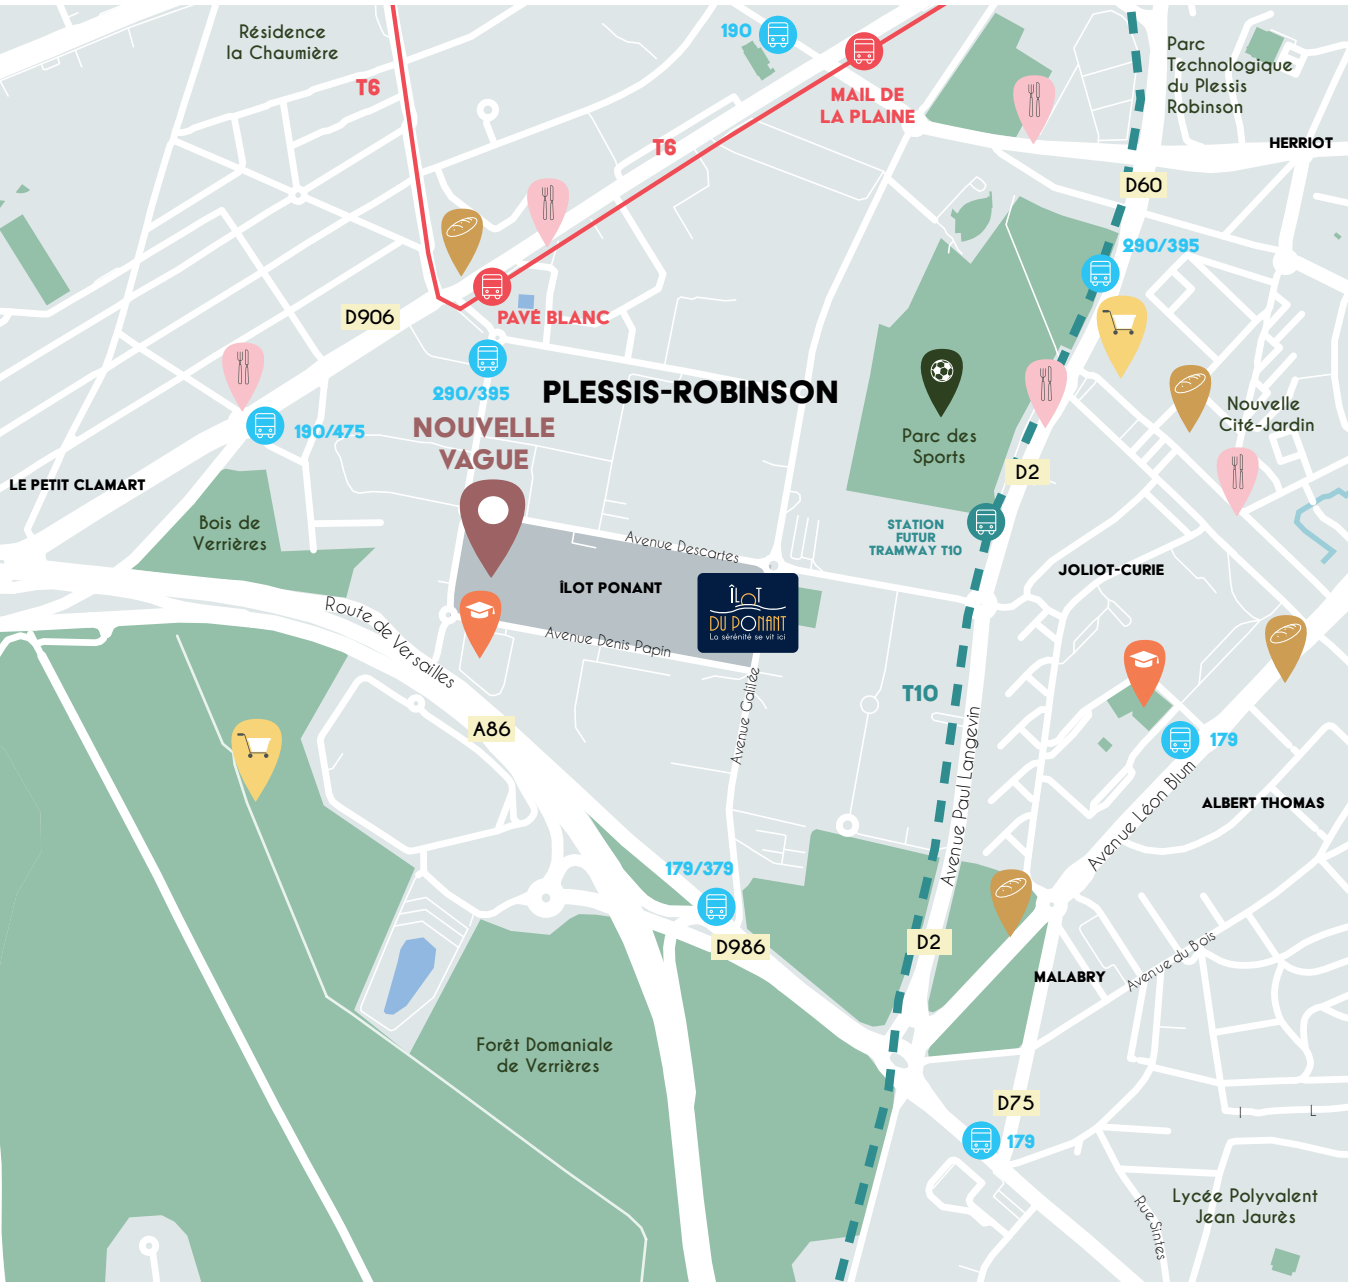 Résidence
la Chaumière
190
Parc
Technologique
du Plessis
Robinson
T6
MAIL DE
LA PLAINE
T6
HERRIOT
D60
290/395
D906
PAVÉ BLANC
290/395
PLESSIS-ROBINSON
190/475
NOUVELLE
VAGUE
Nouvelle
Cité-Jardin
Parc des
Sports
D2
LE PETIT CLAMART
Bois de
Verrières
STATION
FUTUR
TRAMWAY T10
Avenue Descartes
JOLIOT-CURIE
ÎLOT PONANT
ÎLOT
DU PONANT
La sérénité se vit ici
Route de Versailles
Avenue Denis Papin
Avenue Galilée
T10
A86
Avenue Paul Langevin
179
Avenue Léon Blum
ALBERT THOMAS
179/379
D986
D2
MALABRY
Avenue du Bois
Forêt Domaniale
de Verrières
D75
I L
179
Lycée Polyvalent
Jean Jaurès
Rue Sintes